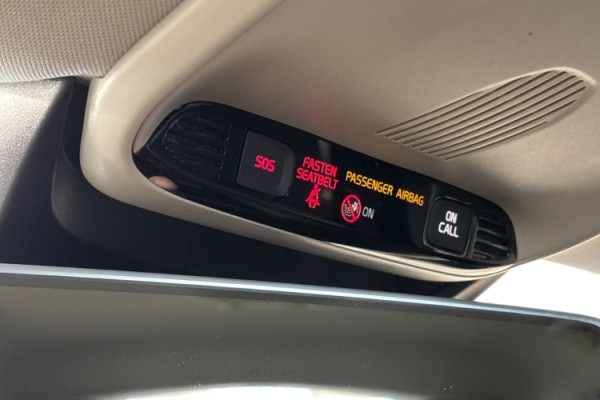 SOS
FASTEN
SEATBELT
PASSENGER AIRBAG
ON
ON
CALL